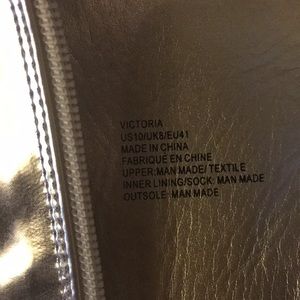 VICTORIA
US10/UK8/EU41
MADE IN CHINA
FABRIQUE EN CHINE
UPPER:MAN MADE/ TEXTILE
INNER LINING/SOCK: MAN MADE
OUTSOLE: MAN MADE